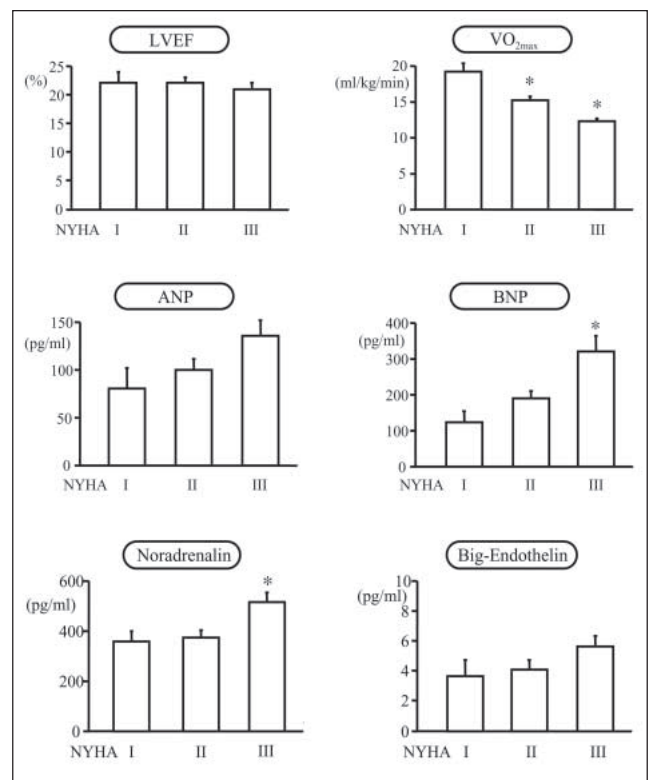 LVEF
(%)
25
20
15
10
5
0
NYHA I II III
VO2max
(ml/kg/min)
20
15
10
5
0
*
*
NYHA I II III
ANP
(pg/ml)
150
100
50
0
NYHA I II III
BNP
(pg/ml)
400
300
200
100
0
*
NYHA I II III
Noradrenalin
(pg/ml)
600
400
200
0
*
NYHA I II III
Big-Endothelin
(pg/ml)
10
8
6
4
2
0
NYHA I II III